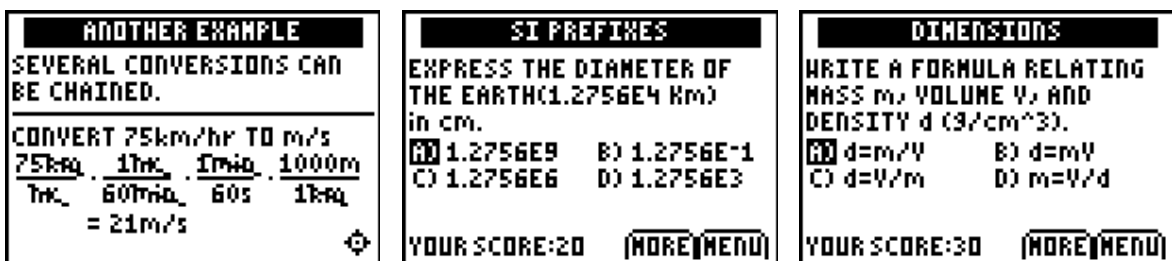 ANOTHER EXAMPLE
SEVERAL CONVERSIONS CAN
BE CHAINED.
CONVERT 75km/hr TO m/s
75km . 1hr . 1min . 1000m
hr 60min 60s 1km
= 21m/s
SI PREFIXES
EXPRESS THE DIAMETER OF
THE EARTH(1.2756E4 Km)
in cm.
A) 1.2756E9 B) 1.2756E-1
C) 1.2756E6 D) 1.2756E3
YOUR SCORE:20 MORE MENU
DIMENSIONS
WRITE A FORMULA RELATING
MASS m, VOLUME V, AND
DENSITY d (g/cm^3).
A) d=m/V B) d=mV
C) d=V/m D) m=V/d
YOUR SCORE:30 MORE MENU